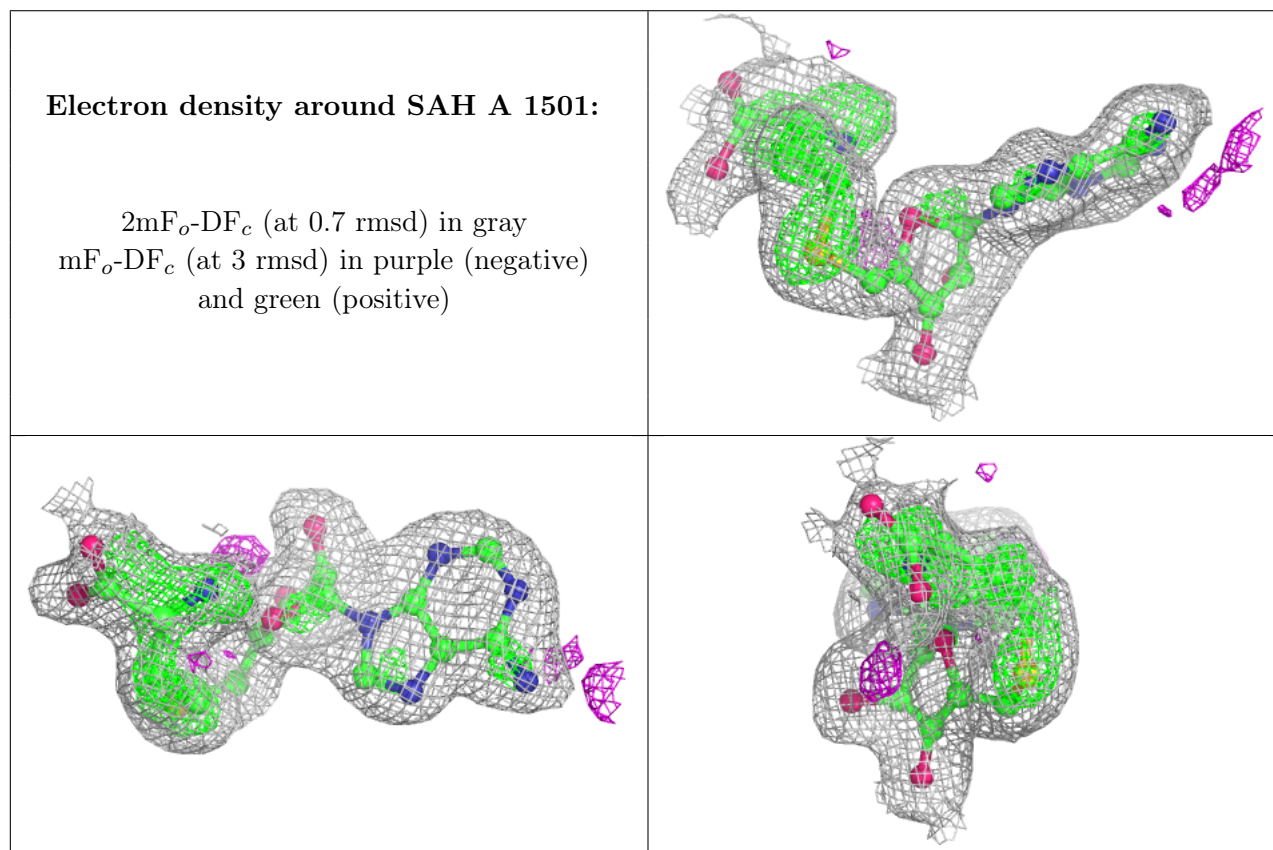 Electron density around SAH A 1501:
2mFo-DFc (at 0.7 rmsd) in gray
mFo-DFc (at 3 rmsd) in purple (negative)
and green (positive)